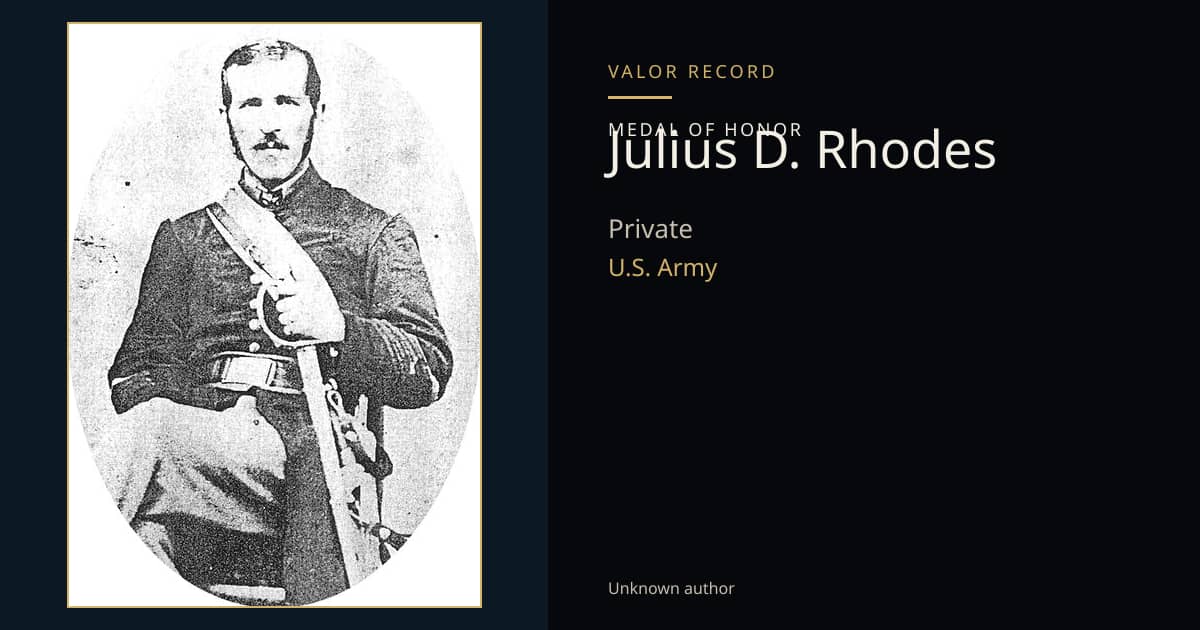 VALOR RECORD
MEDAL OF HONOR
Julius D. Rhodes
Private
U.S. Army
Unknown author